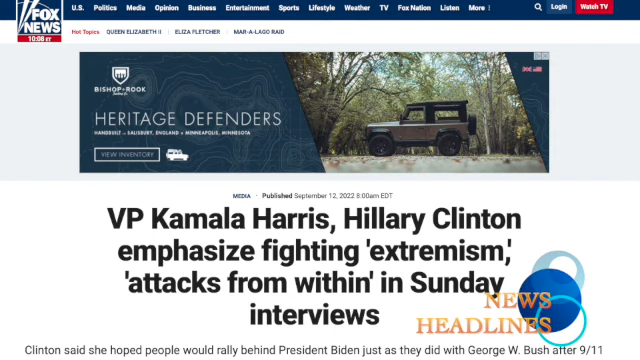 FOX
NEWS
10:06 ET
U.S. Politics Media Opinion Business Entertainment Sports Lifestyle Weather TV Fox Nation Listen More
Login
Watch TV
Hot Topics QUEEN ELIZABETH II ELIZA FLETCHER MAR-A-LAGO RAID
BISHOP+ROOK
HERITAGE DEFENDERS
HANDBUILT in SALISBURY, ENGLAND + MINNEAPOLIS, MINNESOTA
VIEW INVENTORY
MEDIA · Published September 12, 2022 8:00am EDT
VP Kamala Harris, Hillary Clinton
emphasize fighting 'extremism,'
'attacks from within' in Sunday
interviews
NEWS
HEADLINES
Clinton said she hoped people would rally behind President Biden just as they did with George W. Bush after 9/11